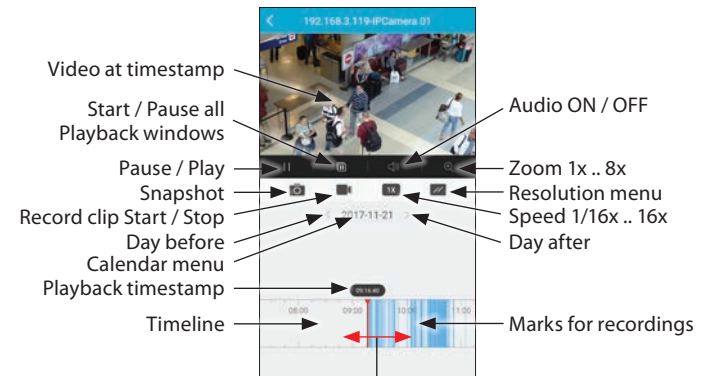 192.168.3.119-IPCamera 01
Video at timestamp
Start / Pause all
Playback windows
Audio ON / OFF
Pause / Play
Zoom 1x .. 8x
Snapshot
1X
Resolution menu
Record clip Start / Stop
Speed 1/16x .. 16x
Day before
2017-11-21
Day after
Calendar menu
Playback timestamp
09:16:40
08:00 09:00 10:00 11:00
Timeline
Marks for recordings